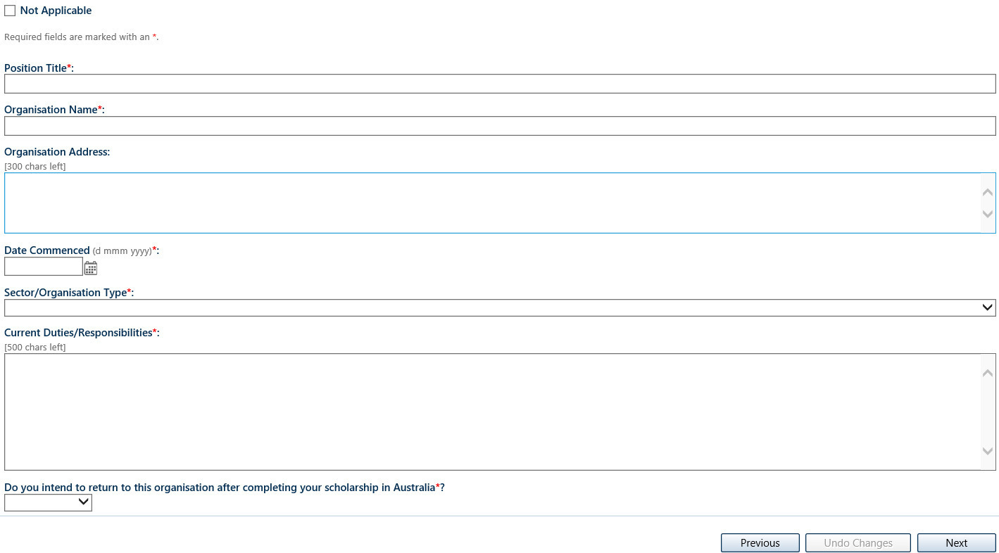 Not Applicable
Required fields are marked with an *.
Position Title*:
Organisation Name*:
Organisation Address:
[300 chars left]
Date Commenced (d mmm yyyy)*:
Sector/Organisation Type*:
Current Duties/Responsibilities*:
[500 chars left]
Do you intend to return to this organisation after completing your scholarship in Australia*?
Previous Undo Changes Next